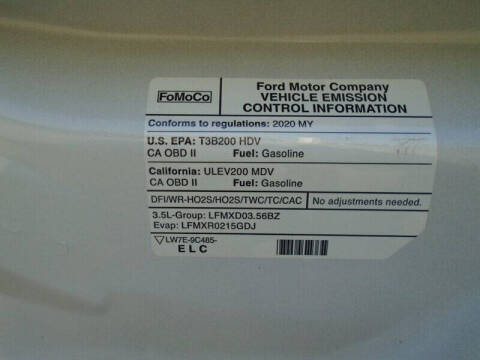 FoMoCo
Ford Motor Company
VEHICLE EMISSION
CONTROL INFORMATION
Conforms to regulations: 2020 MY
U.S. EPA: T3B200 HDV
CA OBD II Fuel: Gasoline
California: ULEV200 MDV
CA OBD II Fuel: Gasoline
DFI/WR-HO2S/HO2S/TWC/TC/CAC No adjustments needed.
3.5L-Group: LFMXD03.56BZ
Evap: LFMXR0215GDJ
LW7E-9C485-
E L C